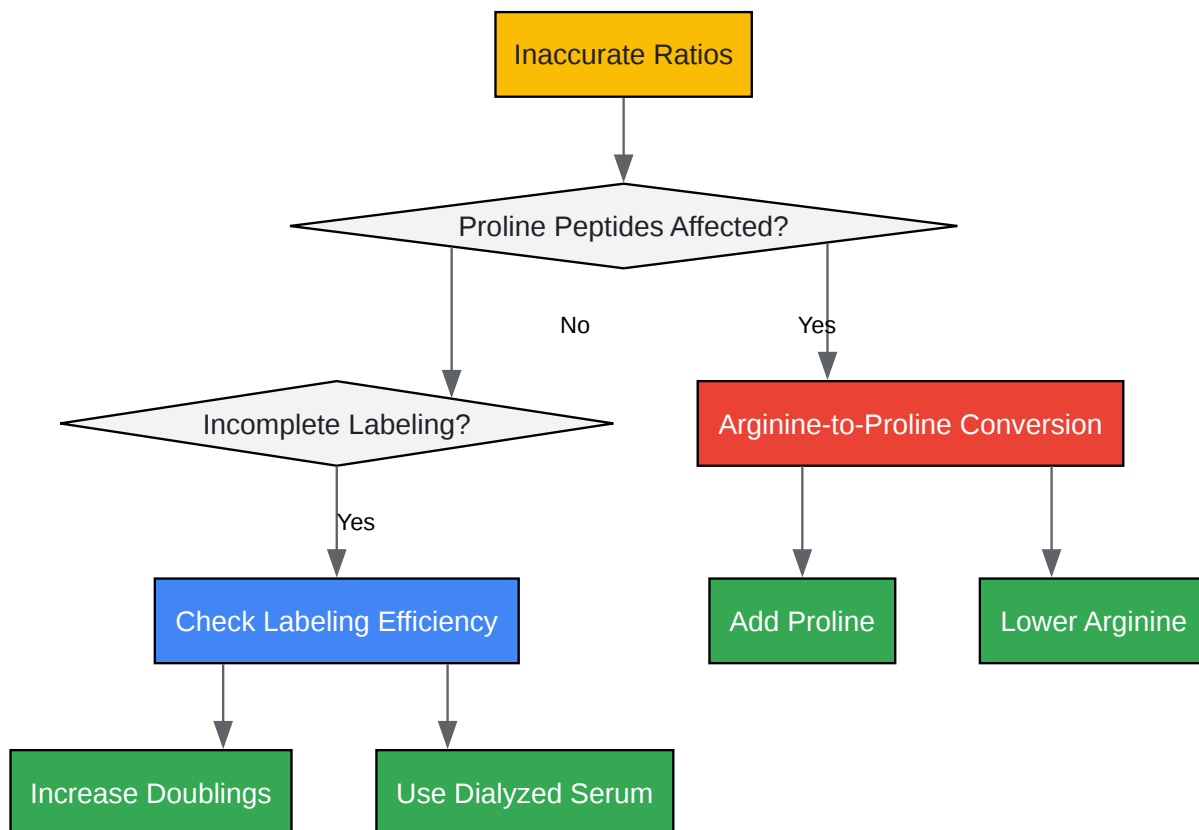 Inaccurate Ratios
Proline Peptides Affected?
No
Yes
Incomplete Labeling?
Arginine-to-Proline Conversion
Yes
Check Labeling Efficiency
Add Proline
Lower Arginine
Increase Doublings
Use Dialyzed Serum